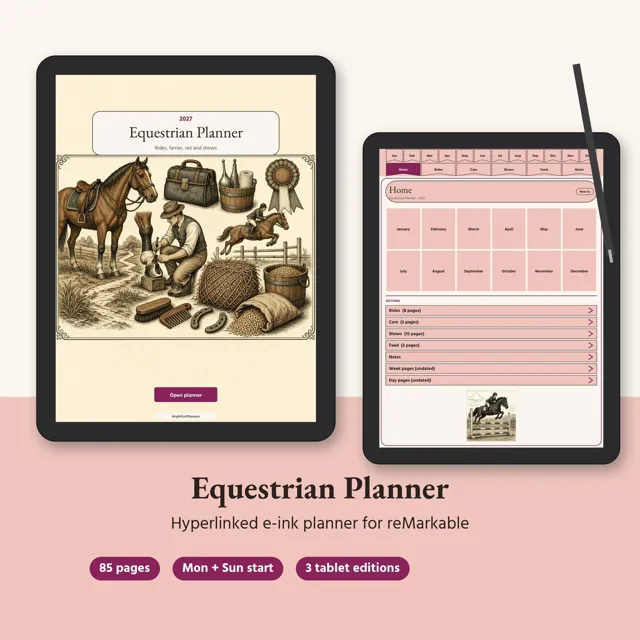 2027
Equestrian Planner
Rides, farrier, vet and shows
Open planner
BrightGiftPlanners
Jan Feb Mar Apr May Jun Jul Aug Sep Oct Nov
Home Rides Care Shows Feed Notes
Home
Equestrian Planner · 2027
How to
January February March April May June
July August September October November December
SECTIONS
Rides (8 pages)
Care (3 pages)
Shows (12 pages)
Feed (2 pages)
Notes
Week pages (undated)
Day pages (undated)
Equestrian Planner
Hyperlinked e-ink planner for reMarkable
85 pages Mon + Sun start 3 tablet editions